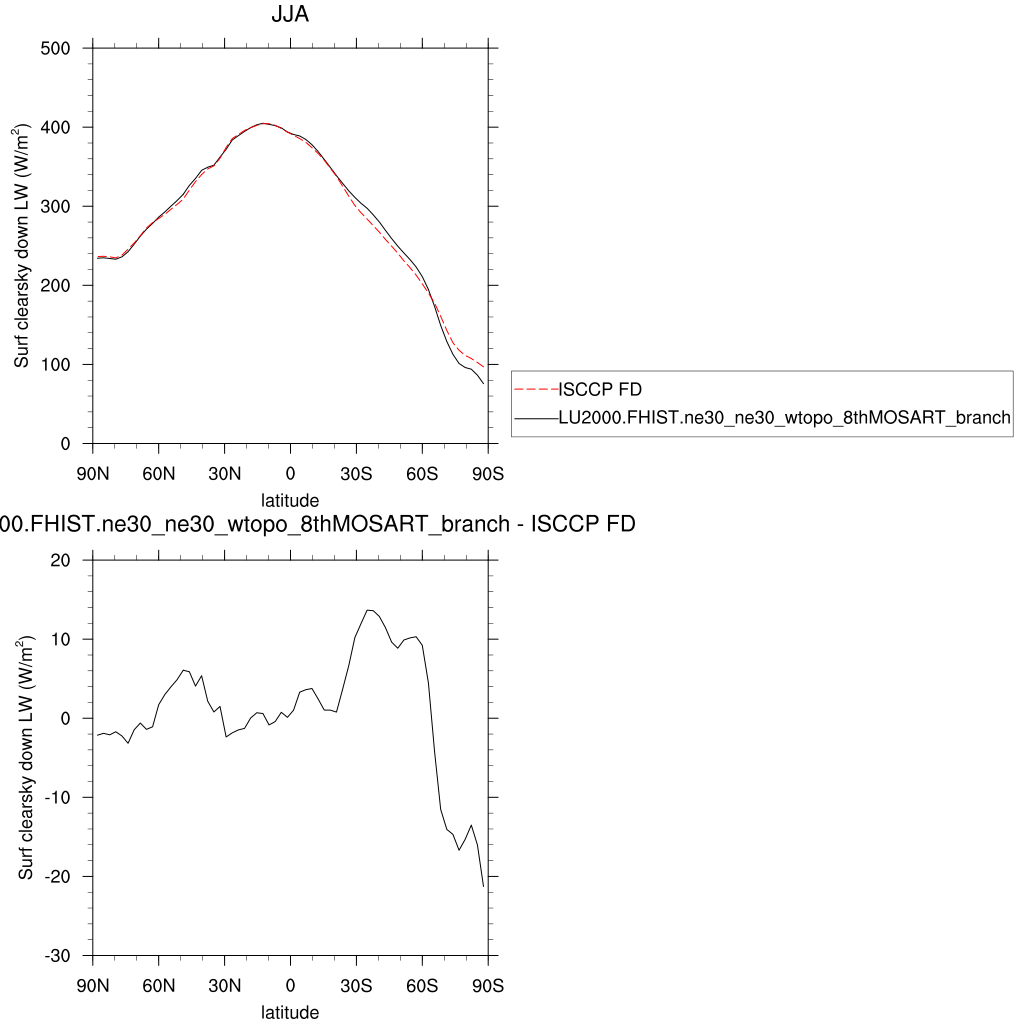 JJA
500
400
300
200
100
0
Surf clearsky down LW (W/m²)
90N 60N 30N 0 30S 60S 90S
latitude
ISCCP FD
LU2000.FHIST.ne30_ne30_wtopo_8thMOSART_branch
00.FHIST.ne30_ne30_wtopo_8thMOSART_branch - ISCCP FD
20
10
0
-10
-20
-30
Surf clearsky down LW (W/m²)
90N 60N 30N 0 30S 60S 90S
latitude